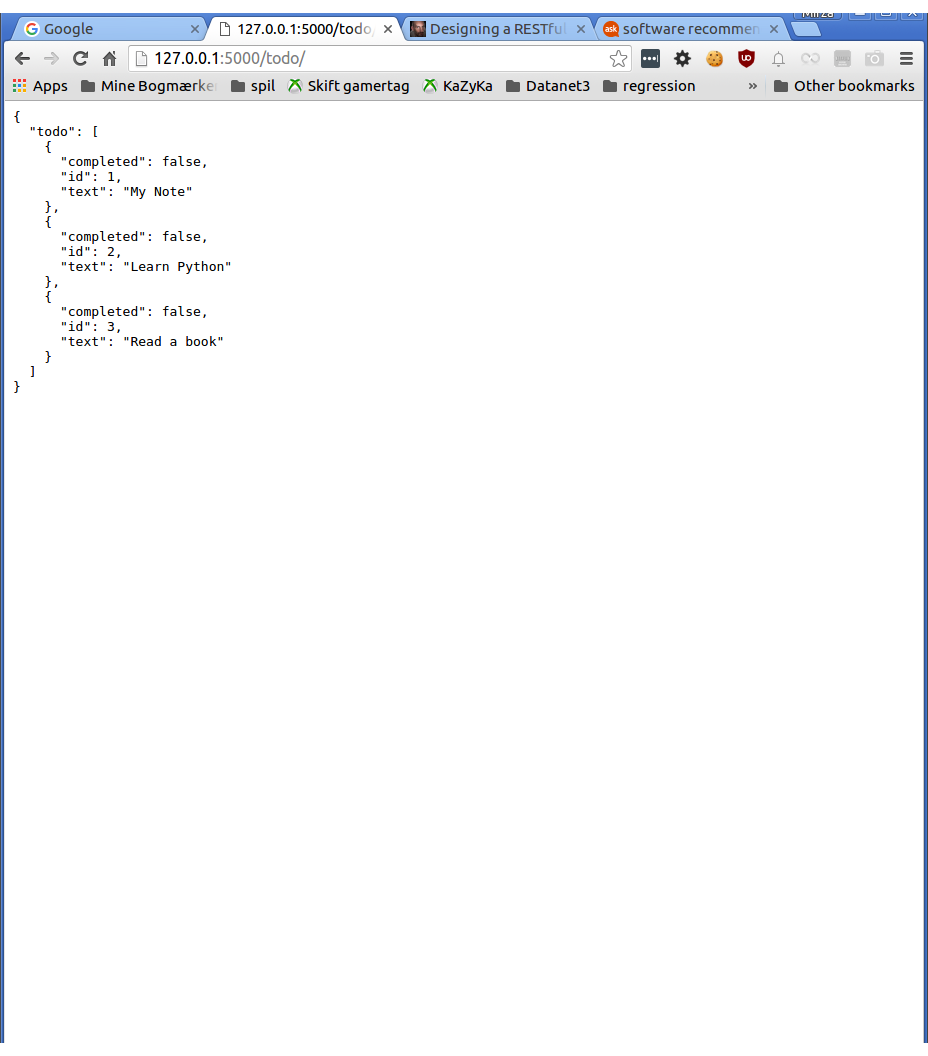 Mirza
Google
127.0.0.1:5000/todo/
Designing a RESTful
software recommen
127.0.0.1:5000/todo/
Apps Mine Bogmærke spil Skift gamertag KaZyKa Datanet3 regression » Other bookmarks
{
  "todo": [
    {
      "completed": false,
      "id": 1,
      "text": "My Note"
    },
    {
      "completed": false,
      "id": 2,
      "text": "Learn Python"
    },
    {
      "completed": false,
      "id": 3,
      "text": "Read a book"
    }
  ]
}